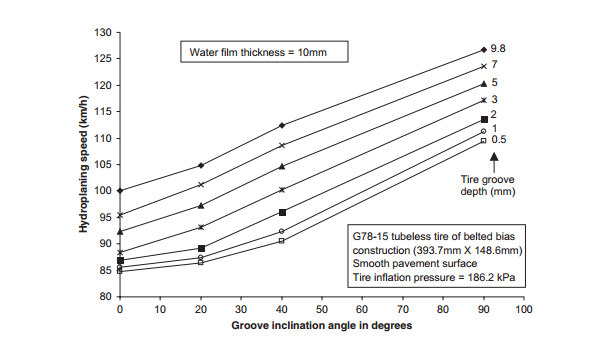 130
125
120
115
110
105
100
95
90
85
80
Hydroplaning speed (km/h)
Water film thickness = 10mm
9.8
7
5
3
2
1
0.5
Tire groove
depth (mm)
G78-15 tubeless tire of belted bias
construction (393.7mm X 148.6mm)
Smooth pavement surface
Tire inflation pressure = 186.2 kPa
0 10 20 30 40 50 60 70 80 90 100
Groove inclination angle in degrees